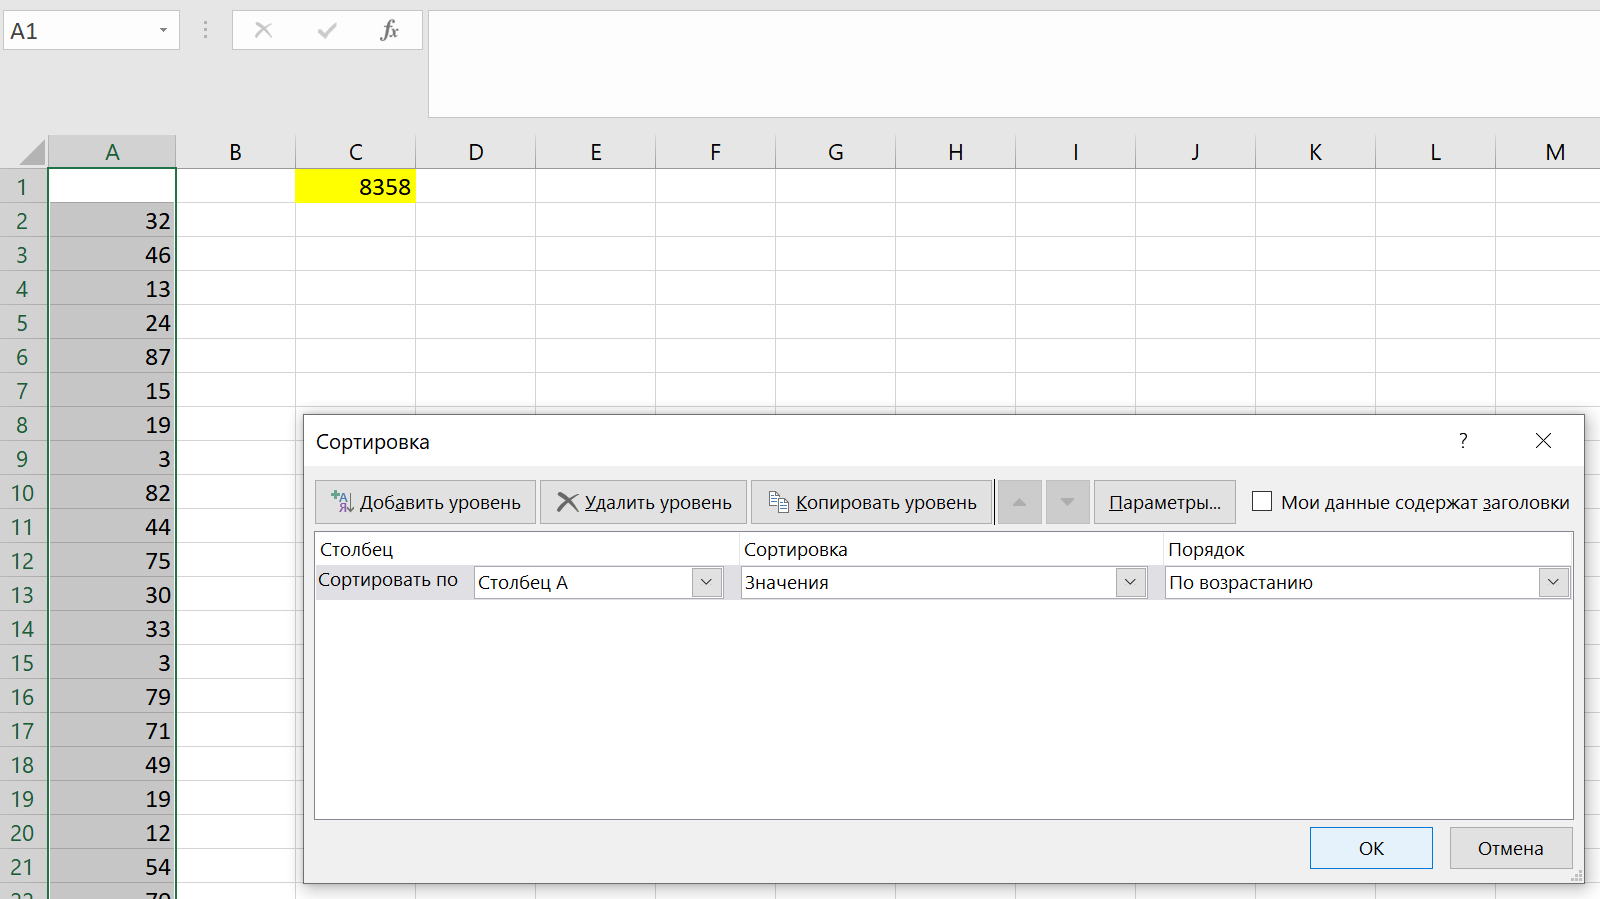 A1
fx
A B C D E F G H I J K L M
1 8358
2 32
3 46
4 13
5 24
6 87
7 15
8 19
9 3
10 82
11 44
12 75
13 30
14 33
15 3
16 79
17 71
18 49
19 19
20 12
21 54
22 79
Сортировка ?
Добавить уровень Удалить уровень Копировать уровень Параметры... Мои данные содержат заголовки
Столбец Сортировка Порядок
Сортировать по Столбец A Значения По возрастанию
ОК Отмена